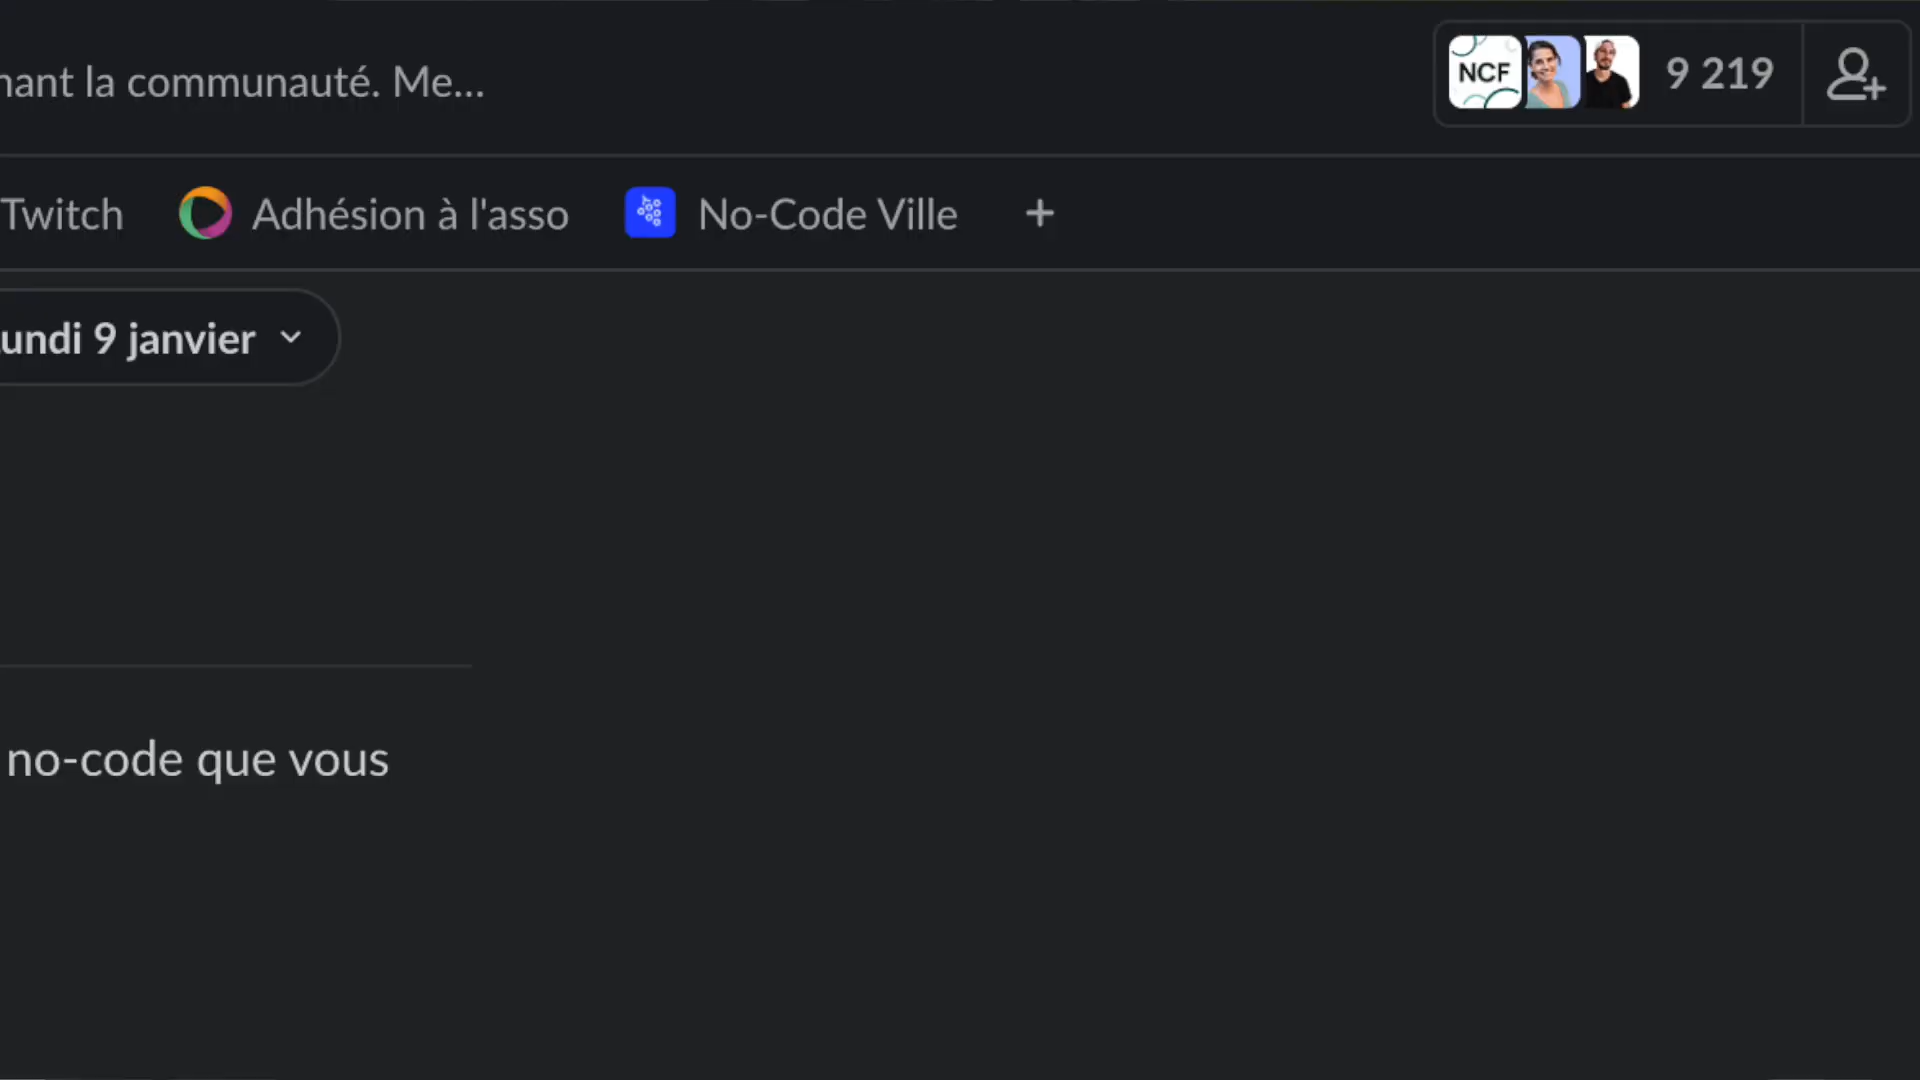 nant la communauté. Me...
NCF
9 219
Twitch
Adhésion à l'asso
No-Code Ville
+
undi 9 janvier
no-code que vous